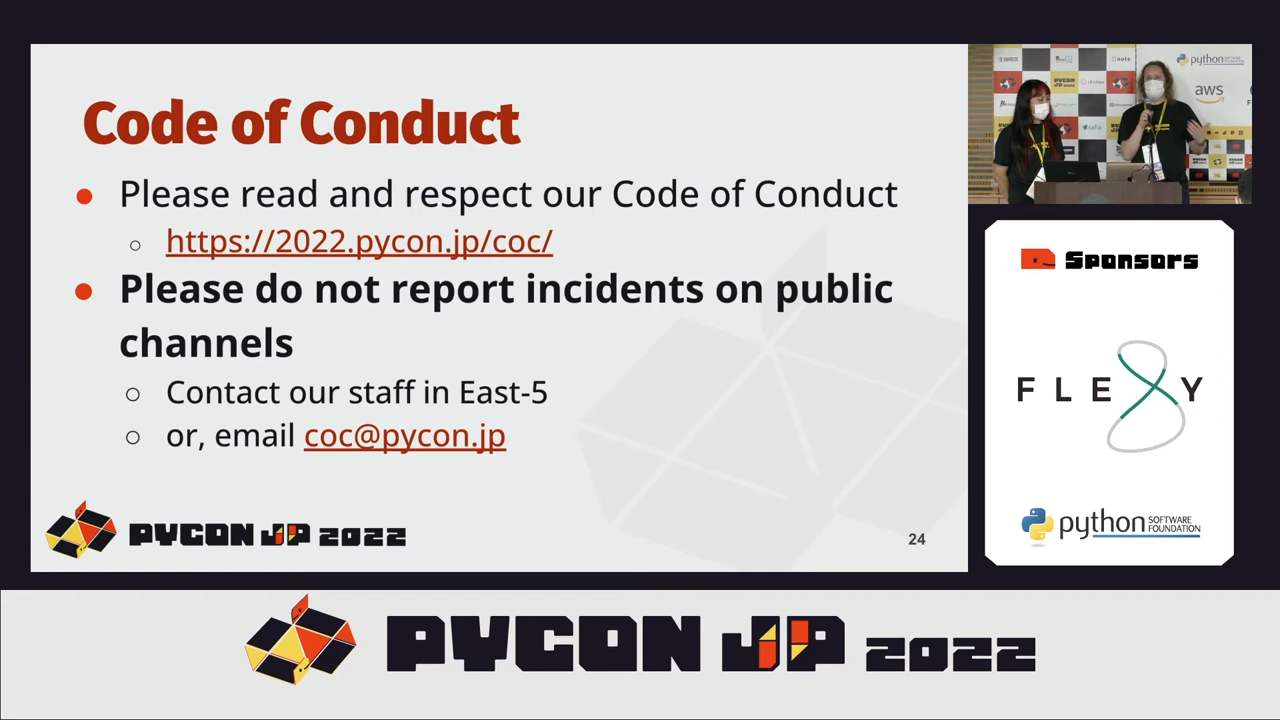 Code of Conduct
● Please read and respect our Code of Conduct
○ https://2022.pycon.jp/coc/
● Please do not report incidents on public
channels
○ Contact our staff in East-5
○ or, email coc@pycon.jp
PYCON JP 2022
24
python
aws
Sponsors
FLEXY
python SOFTWARE
FOUNDATION
PYCON JP 2022